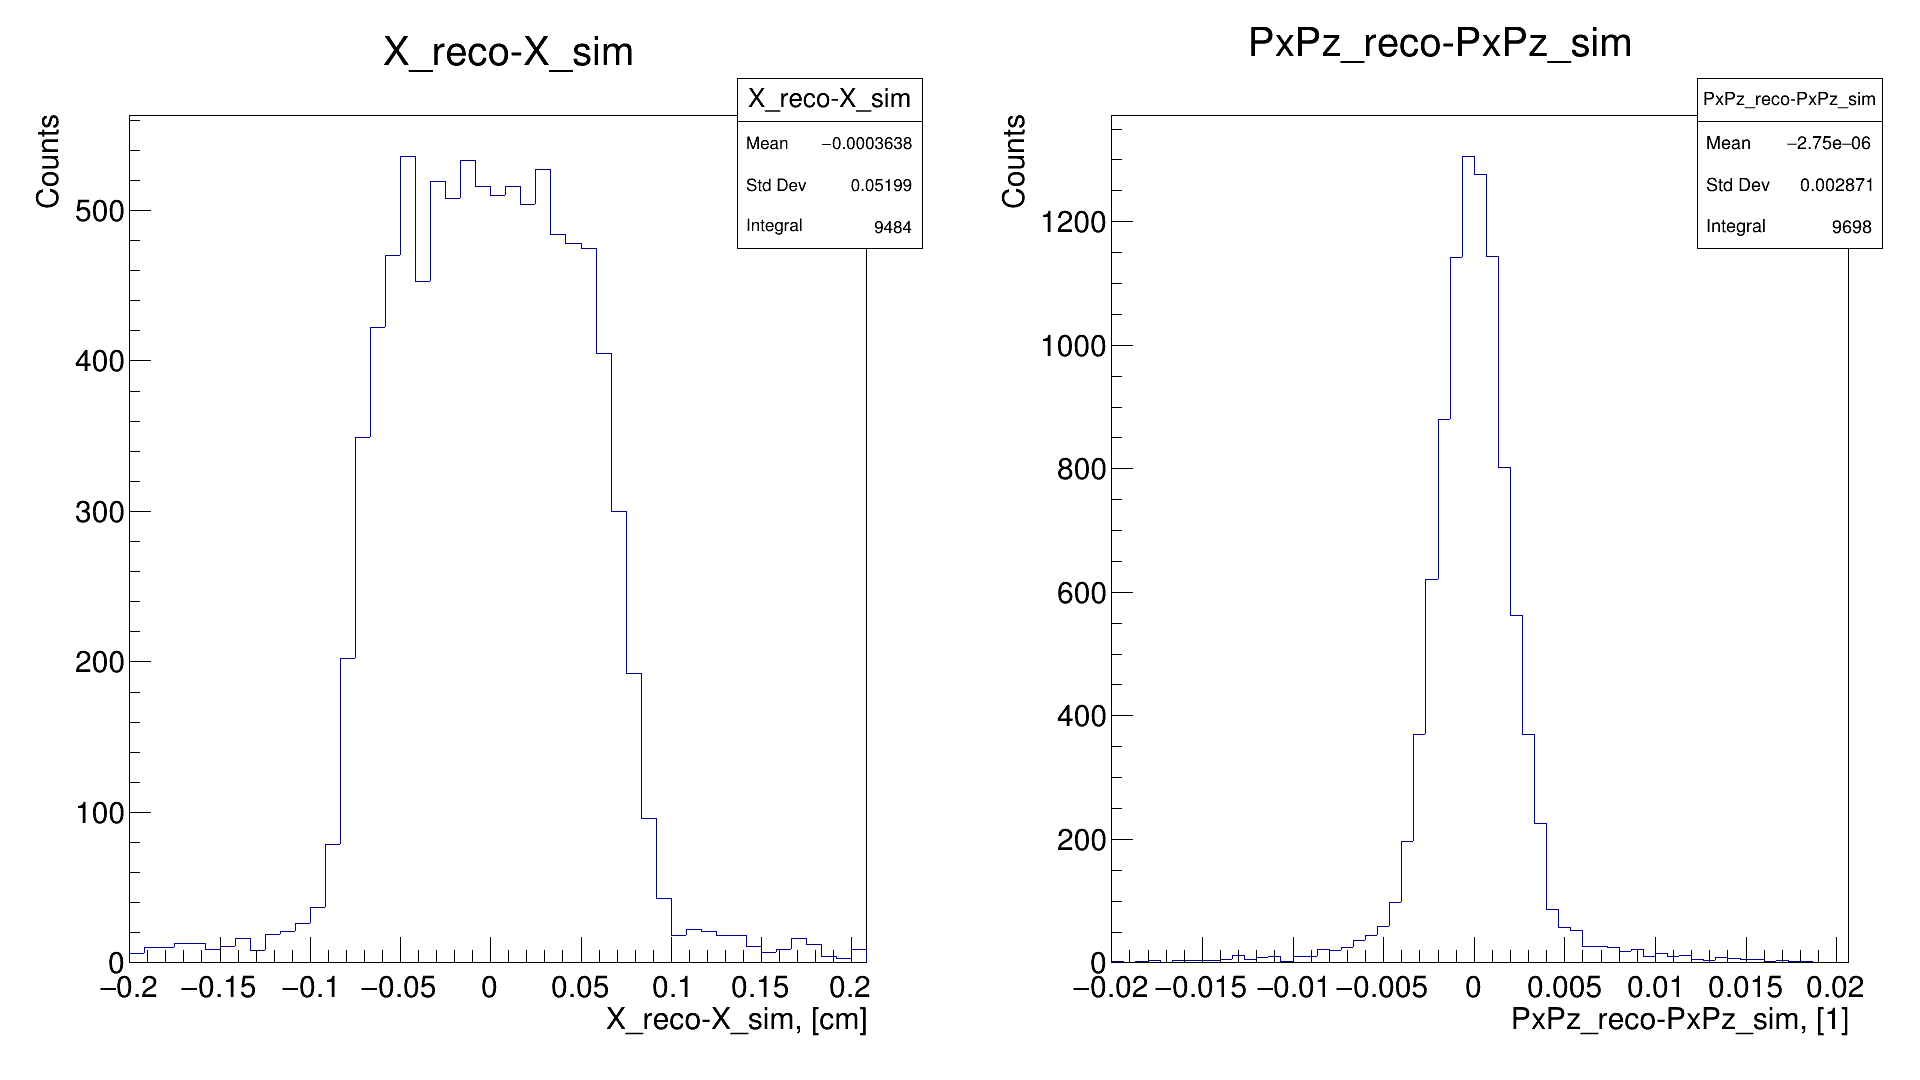 X_reco-X_sim
X_reco-X_sim
Mean −0.0003638
Std Dev 0.05199
Integral 9484
Counts
500
400
300
200
100
0
−0.2 −0.15 −0.1 −0.05 0 0.05 0.1 0.15 0.2
X_reco-X_sim, [cm]
PxPz_reco-PxPz_sim
PxPz_reco-PxPz_sim
Mean −2.75e−06
Std Dev 0.002871
Integral 9698
Counts
1200
1000
800
600
400
200
0
−0.02 −0.015 −0.01 −0.005 0 0.005 0.01 0.015 0.02
PxPz_reco-PxPz_sim, [1]